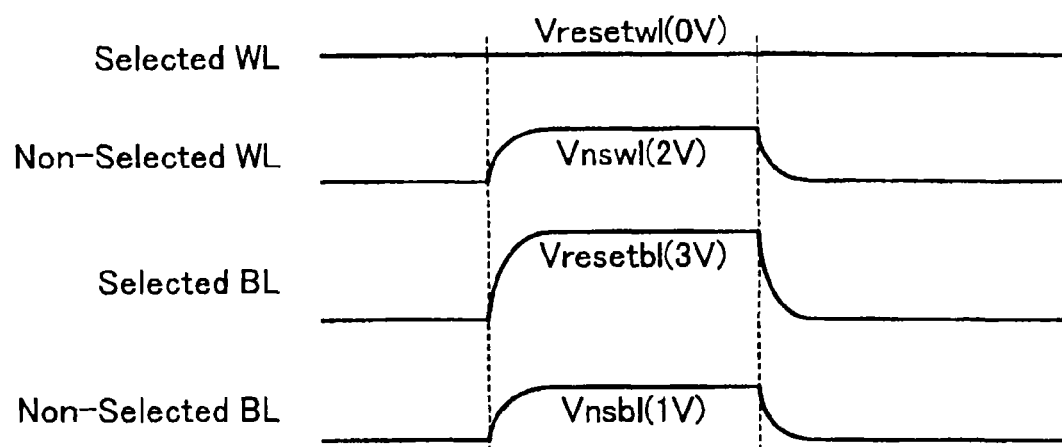 Vresetwl(0V)
Selected WL
Non-Selected WL
Vnswl(2V)
Vresetbl(3V)
Selected BL
Non-Selected BL
Vnsbl(1V)